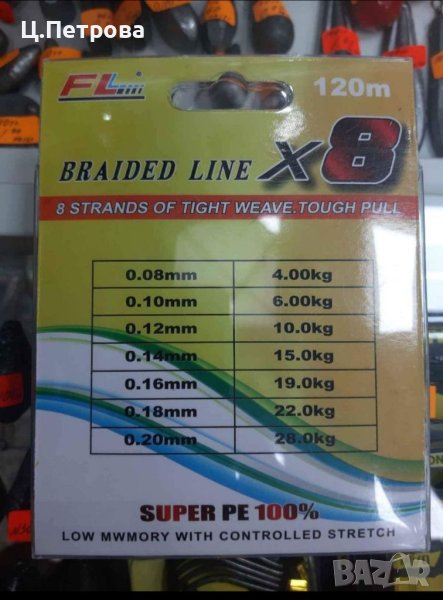 Ц.Петрова
FL
120m
BRAIDED LINE X8
8 STRANDS OF TIGHT WEAVE.TOUGH PULL
0.08mm 4.00kg
0.10mm 6.00kg
0.12mm 10.0kg
0.14mm 15.0kg
0.16mm 19.0kg
0.18mm 22.0kg
0.20mm 28.0kg
SUPER PE 100%
LOW MWMORY WITH CONTROLLED STRETCH
BAZAR